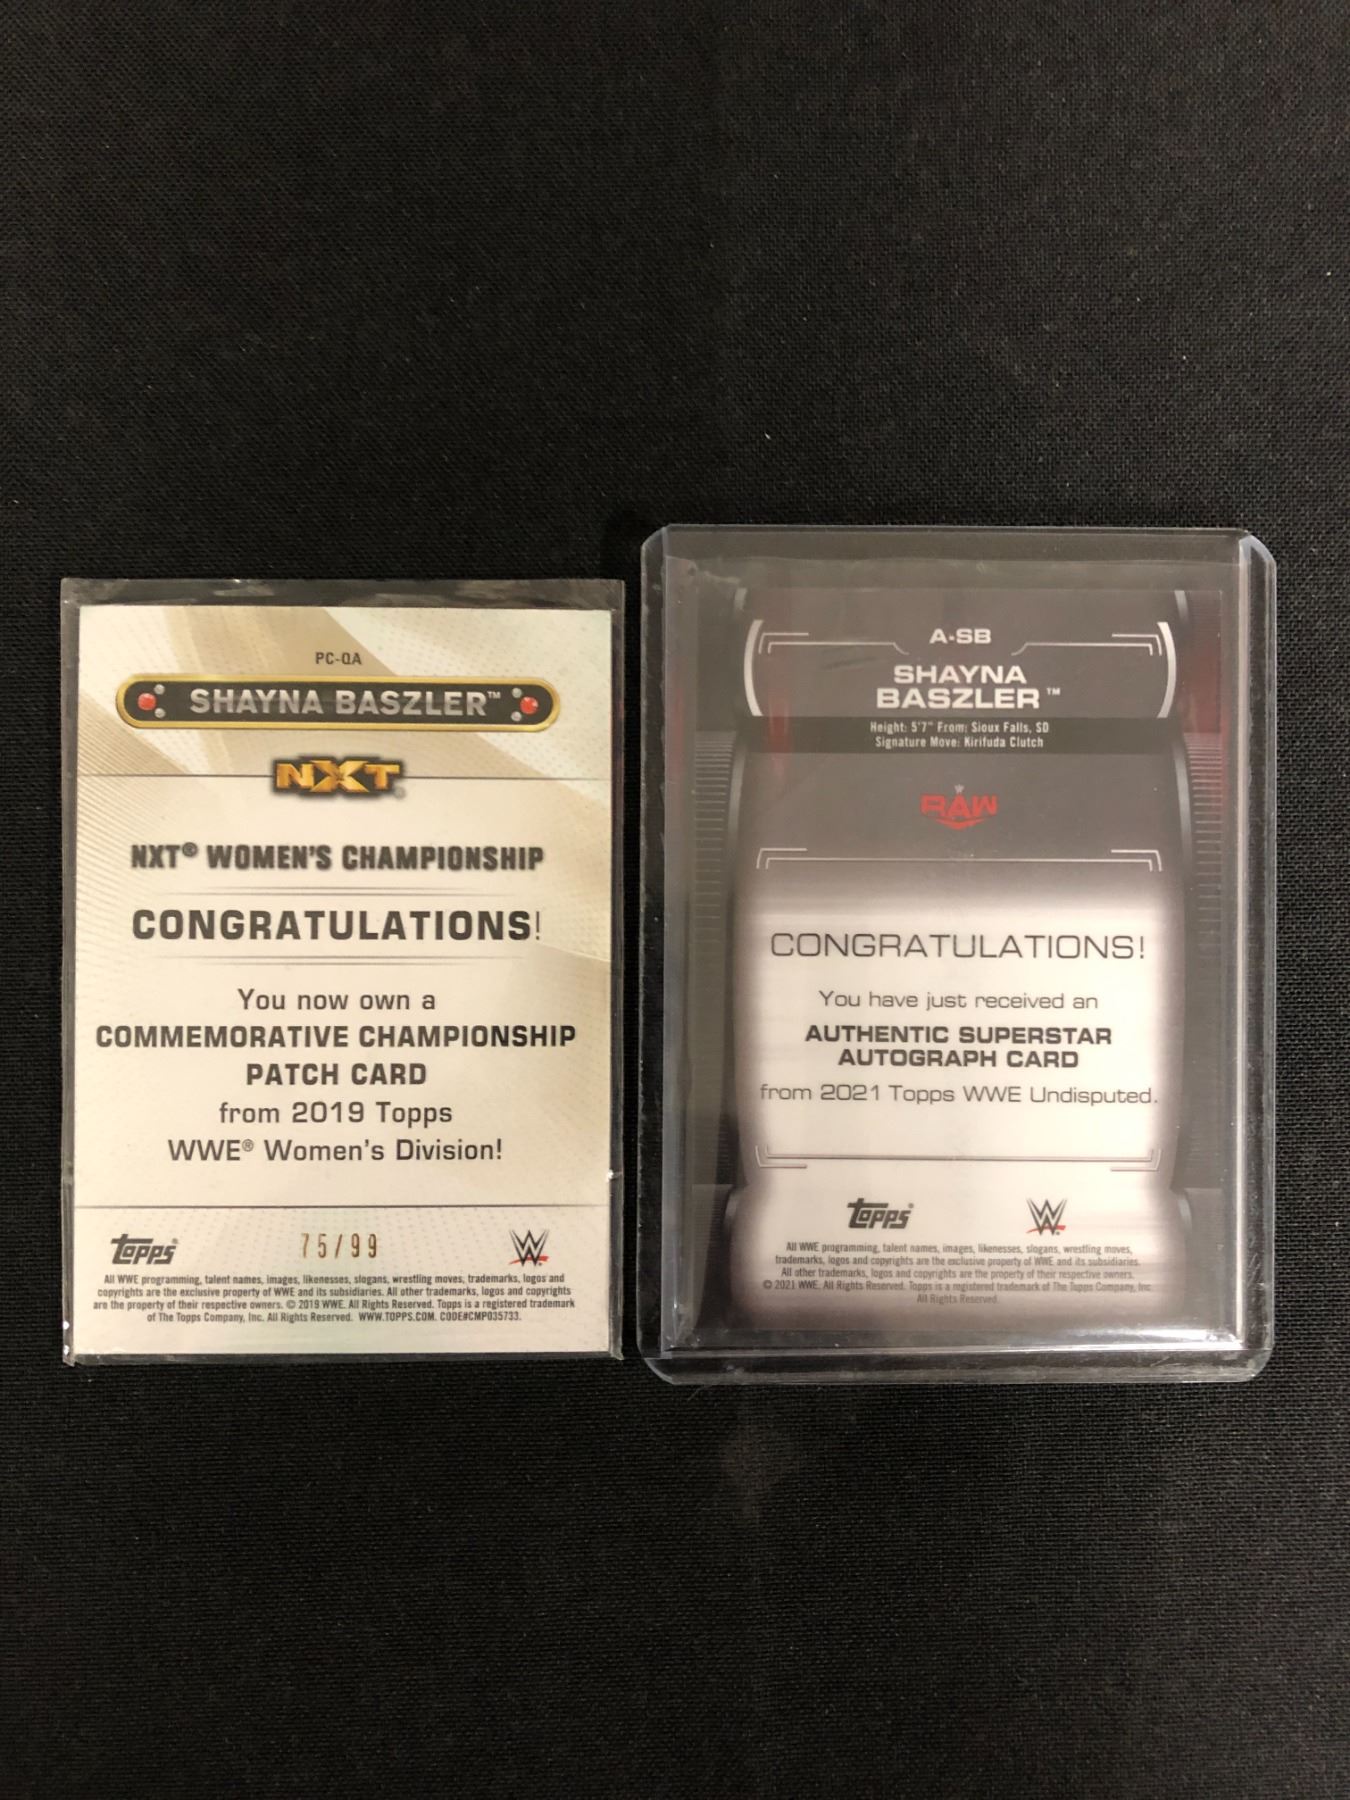 PC-QA
SHAYNA BASZLER™
NXT®
NXT® WOMEN'S CHAMPIONSHIP
CONGRATULATIONS!
You now own a
COMMEMORATIVE CHAMPIONSHIP
PATCH CARD
from 2019 Topps
WWE® Women's Division!
Topps®
75/99
W
All WWE programming, talent names, images, likenesses, slogans, wrestling moves, trademarks, logos and
copyrights are the exclusive property of WWE and its subsidiaries. All other trademarks, logos and copyrights
are the property of their respective owners. © 2019 WWE. All Rights Reserved. Topps is a registered trademark
of The Topps Company, Inc. All Rights Reserved. WWW.TOPPS.COM. CODE#CMP035733.
A-SB
SHAYNA
BASZLER™
Height: 5'7" From: Sioux Falls, SD
Signature Move: Kirifuda Clutch
W
RAW
CONGRATULATIONS!
You have just received an
AUTHENTIC SUPERSTAR
AUTOGRAPH CARD
from 2021 Topps WWE Undisputed.
Topps®
W
All WWE programming, talent names, images, likenesses, slogans, wrestling moves,
trademarks, logos and copyrights are the exclusive property of WWE and its subsidiaries.
All other trademarks, logos and copyrights are the property of their respective owners.
© 2021 WWE. All Rights Reserved. Topps is a registered trademark of The Topps Company, Inc.
All Rights Reserved.